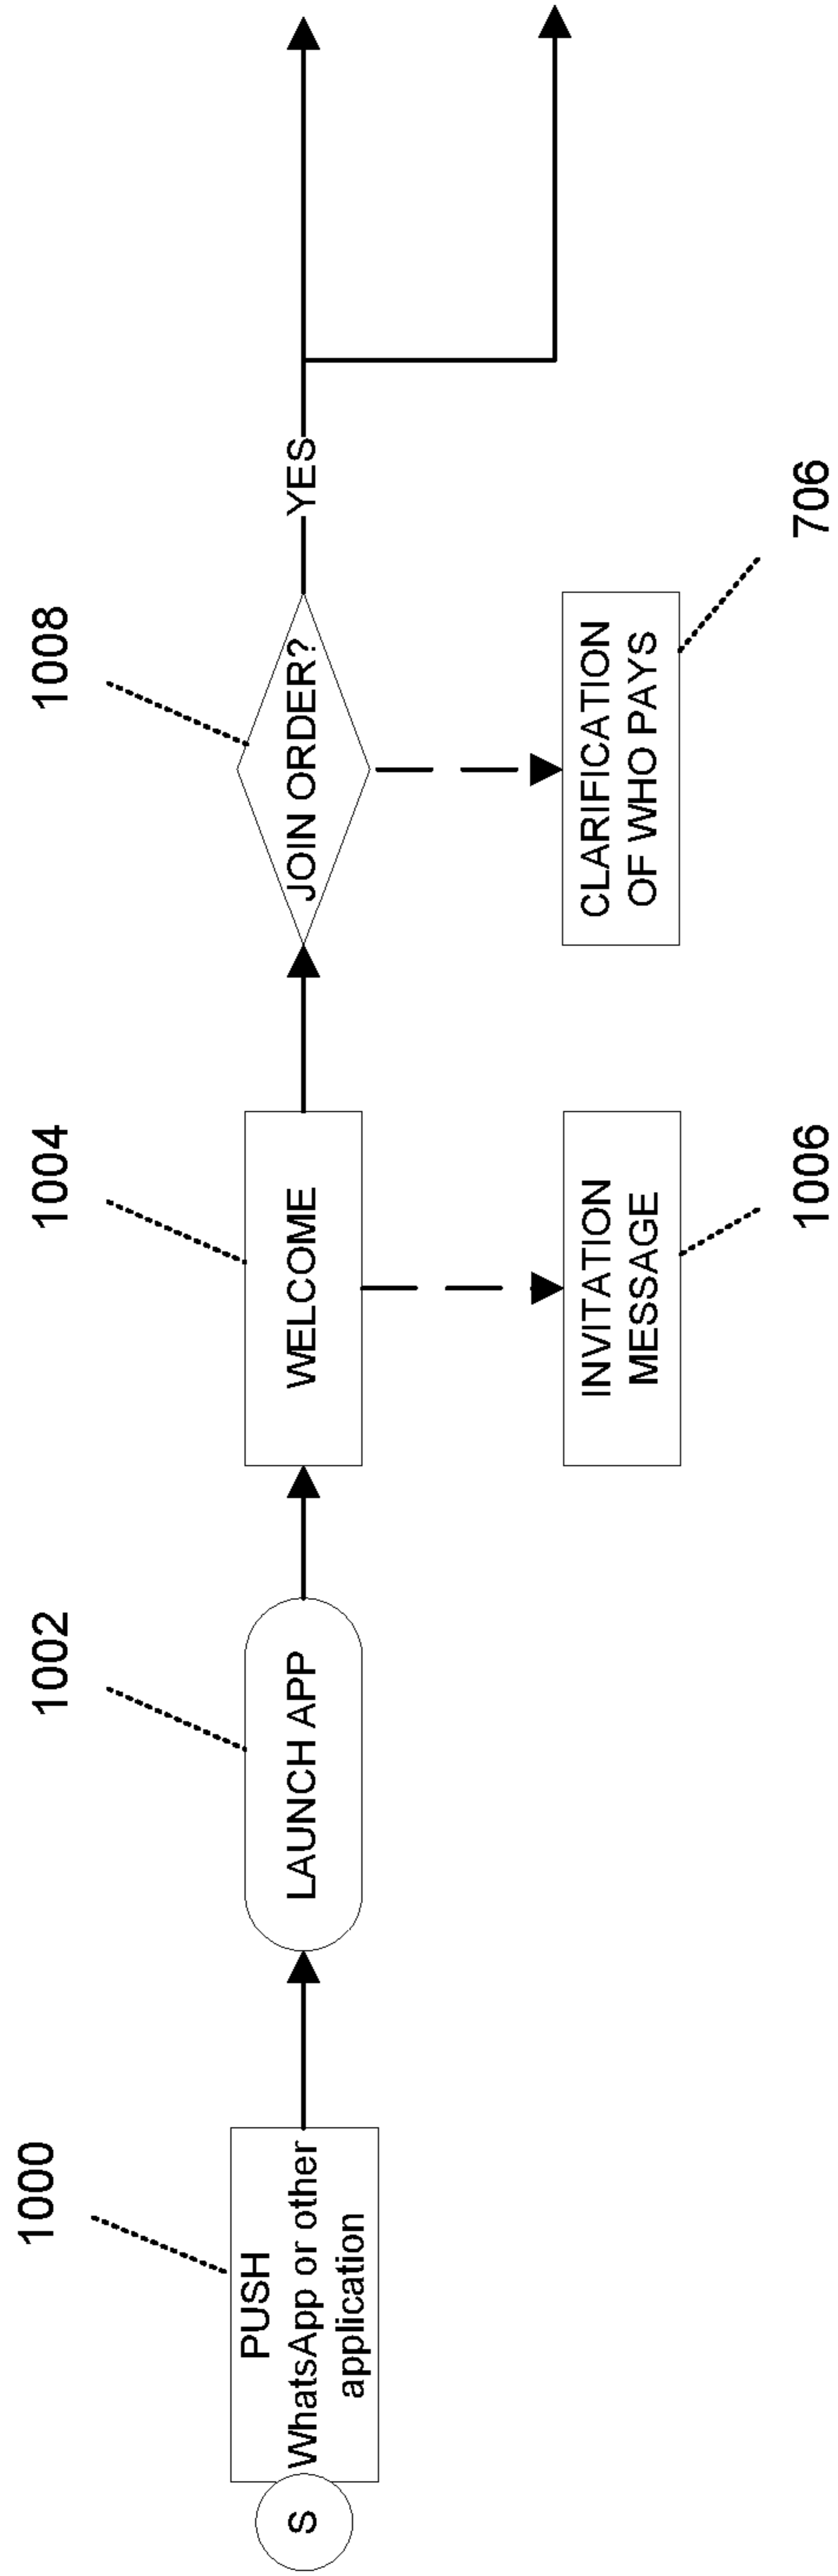 1000
1002
1004
1008
S
PUSH
WhatsApp or other
application
LAUNCH APP
WELCOME
JOIN ORDER?
YES
INVITATION
MESSAGE
CLARIFICATION
OF WHO PAYS
1006
706